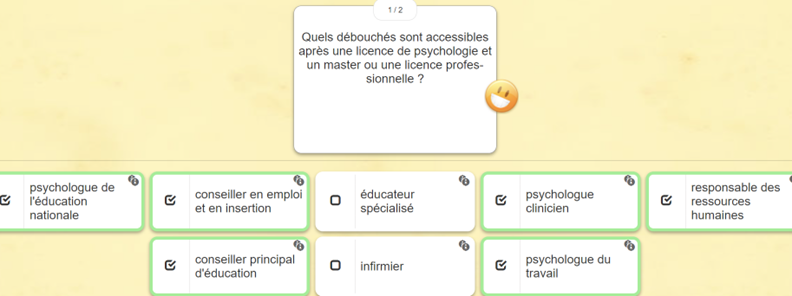 1 / 2
Quels débouchés sont accessibles
après une licence de psychologie et
un master ou une licence profes-
sionnelle ?
psychologue de
l'éducation
nationale
conseiller en emploi
et en insertion
éducateur
spécialisé
psychologue
clinicien
responsable des
ressources
humaines
conseiller principal
d'éducation
infirmier
psychologue du
travail